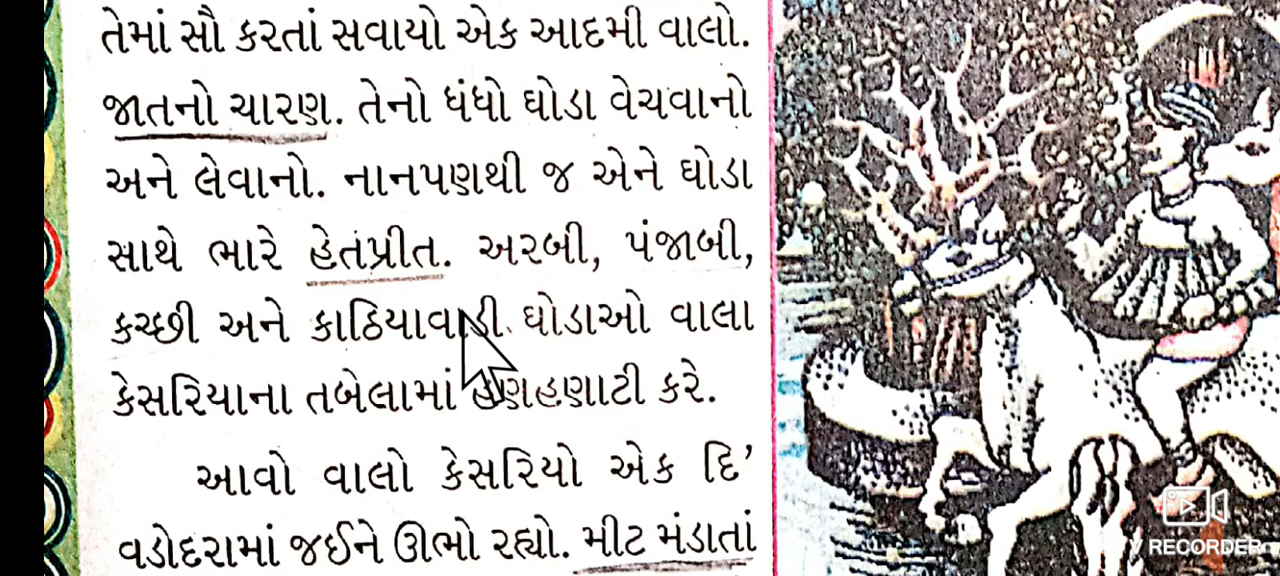 તેમાં સૌ કરતાં સવાયો એક આદમી વાલો.
જાતનો ચારણ. તેનો ધંધો ઘોડા વેચવાનો
અને લેવાનો. નાનપણથી જ એને ઘોડા
સાથે ભારે હેતપ્રીત. અરબી, પંજાબી,
કચ્છી અને કાઠિયાવાડી ઘોડાઓ વાલા
કેસરિયાના તબેલામાં હણહણાટી કરે.
આવો વાલો કેસરિયો એક દિ’
વડોદરામાં જઈને ઊભો રહ્યો. મીટ મંડાતાં
RECORDER